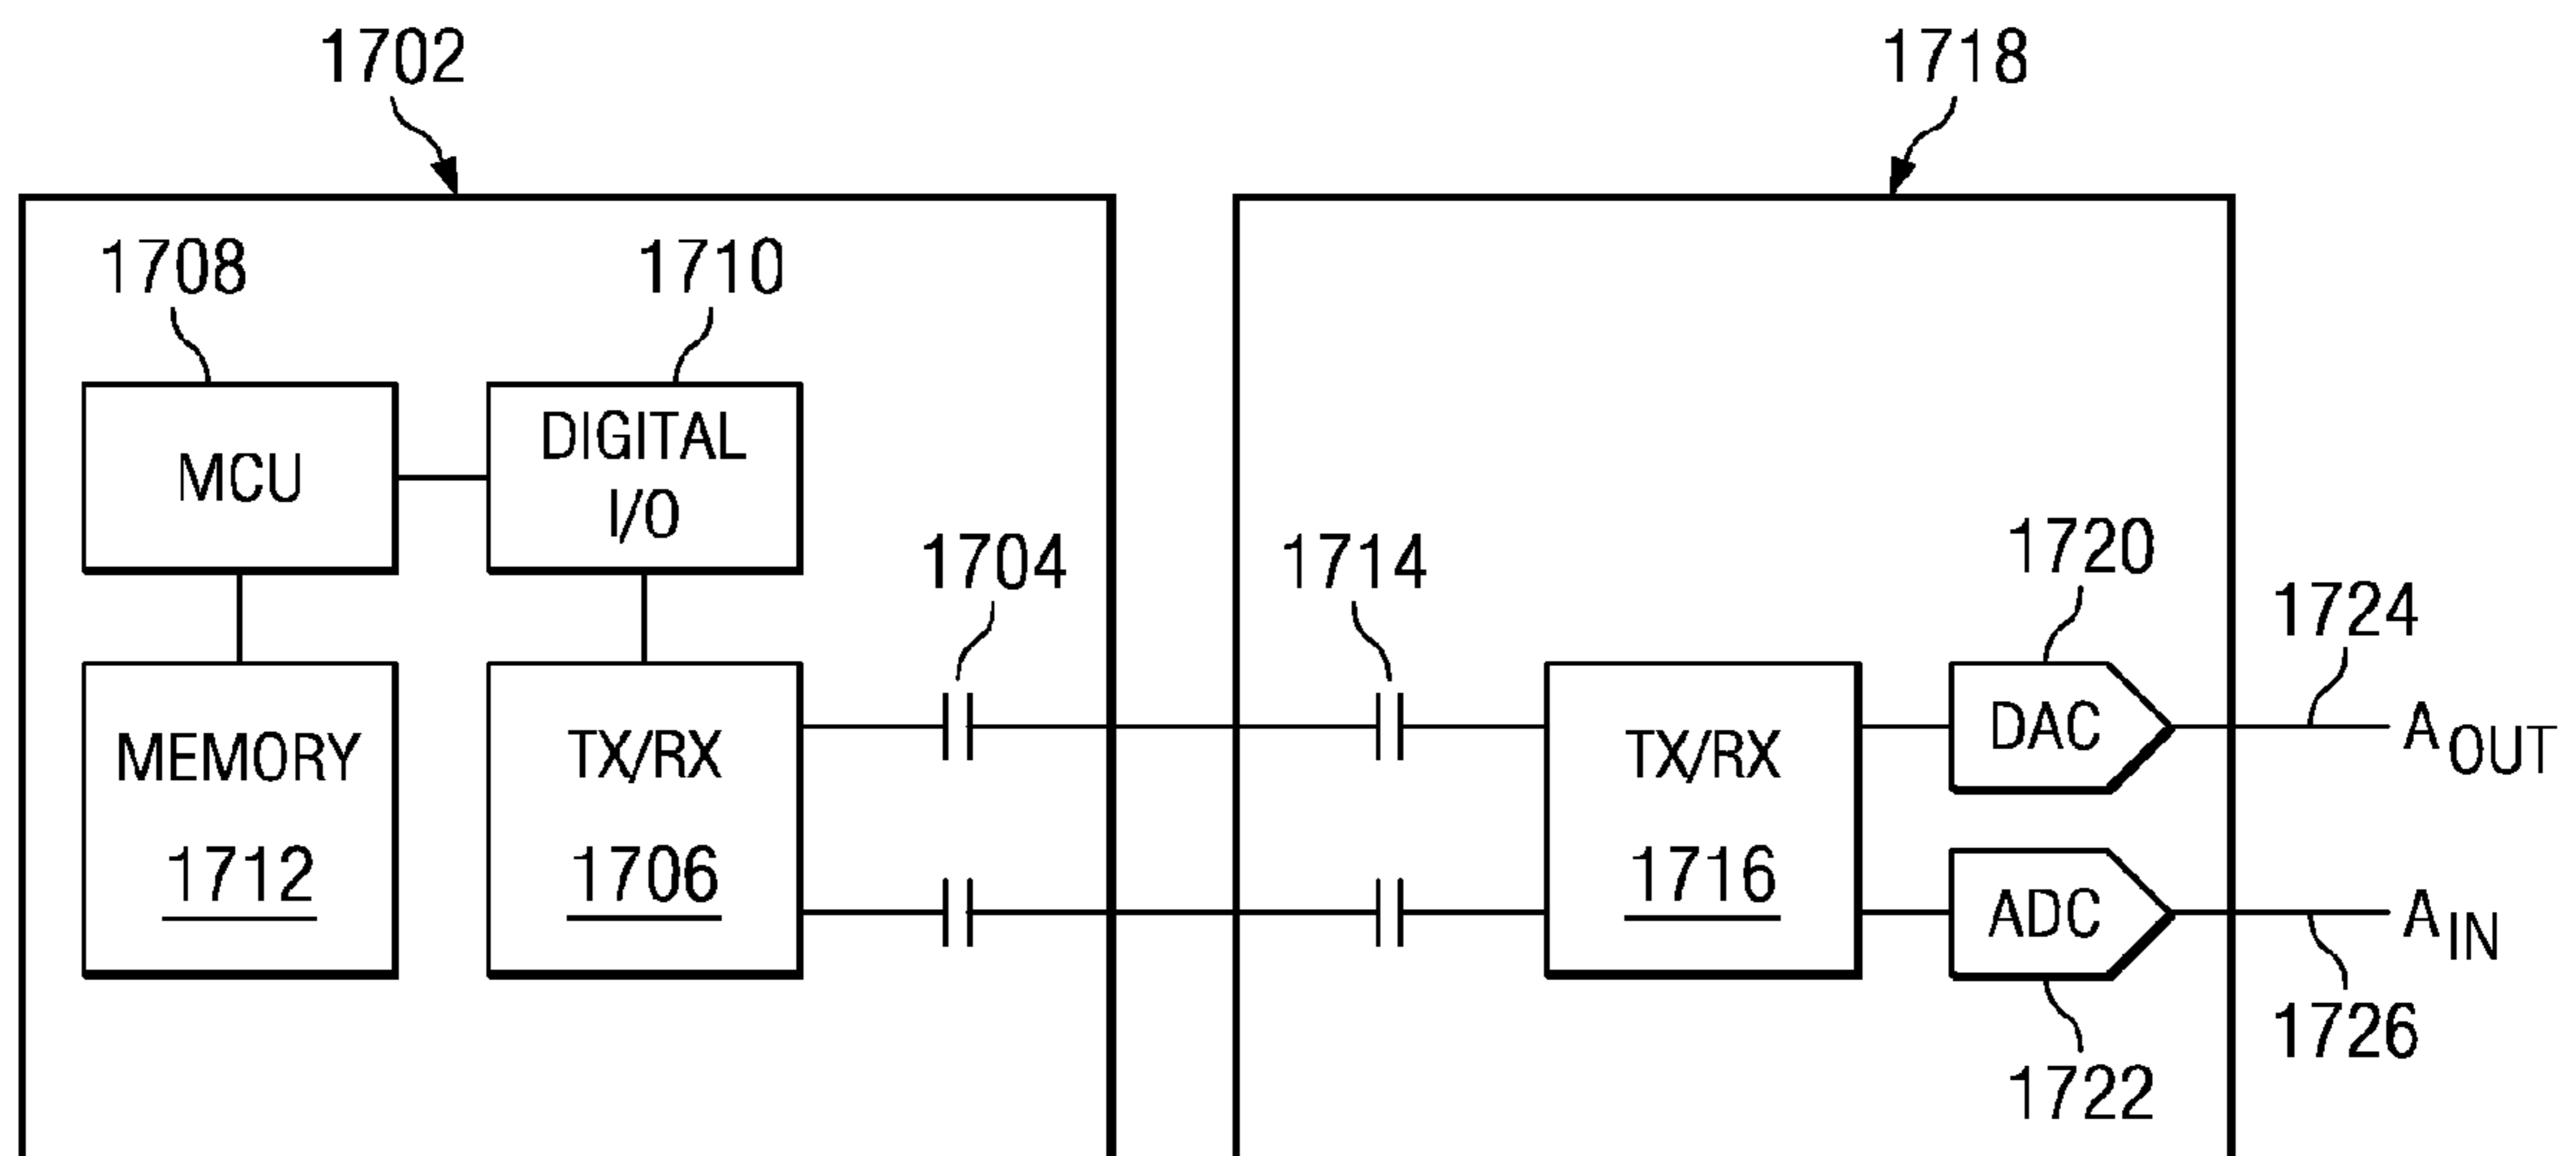 1702
1718
1708
1710
MCU
DIGITAL
I/O
1704
1714
1720
1724
MEMORY
1712
TX/RX
1706
TX/RX
1716
DAC
AOUT
ADC
AIN
1726
1722